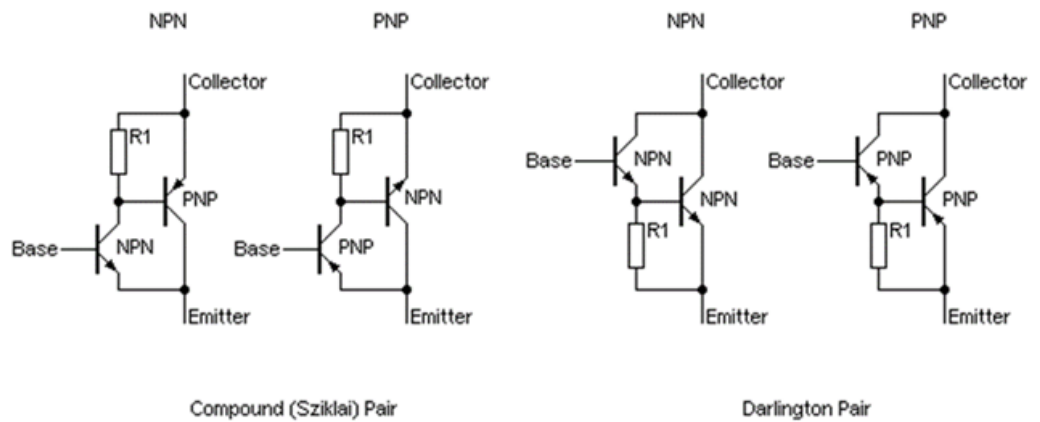 NPN
PNP
NPN
PNP
Collector
Collector
Collector
Collector
R1
R1
Base
NPN
Base
PNP
PNP
NPN
NPN
PNP
Base
NPN
Base
PNP
R1
R1
Emitter
Emitter
Emitter
Emitter
Compound (Sziklai) Pair
Darlington Pair